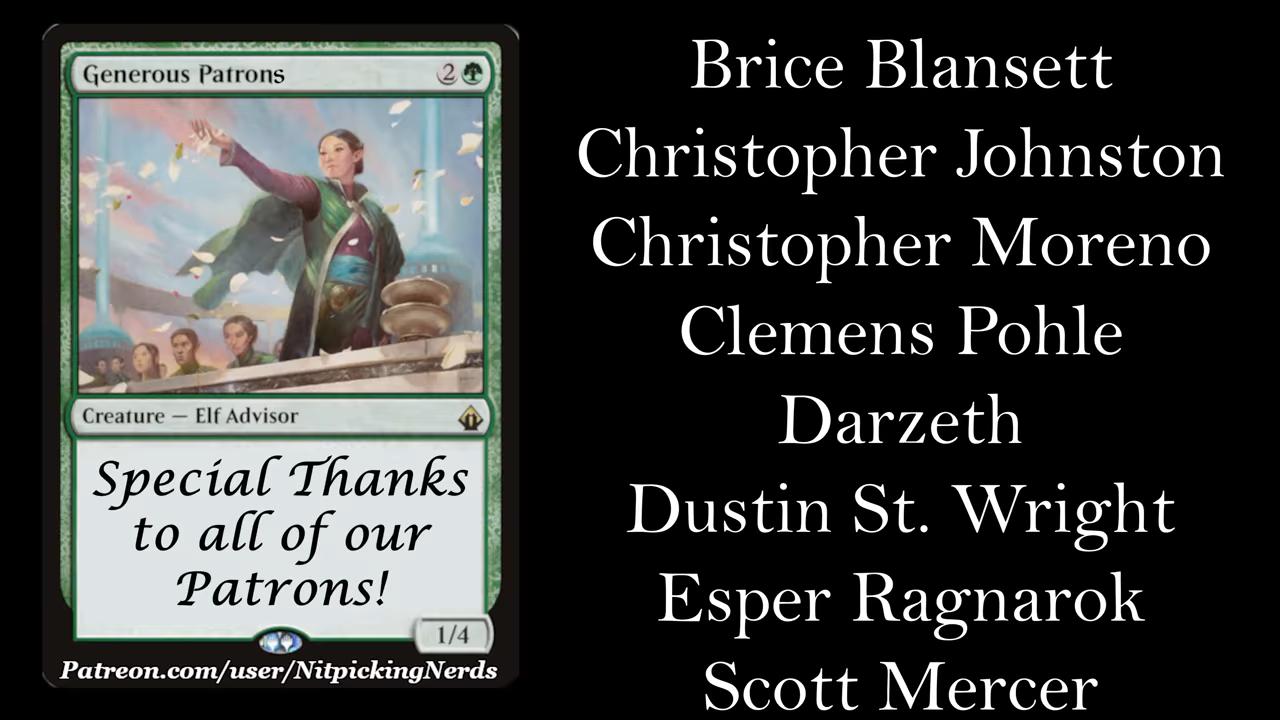 Generous Patrons
2
Creature — Elf Advisor
Special Thanks
to all of our
Patrons!
1/4
Patreon.com/user/NitpickingNerds
Brice Blansett
Christopher Johnston
Christopher Moreno
Clemens Pohle
Darzeth
Dustin St. Wright
Esper Ragnarok
Scott Mercer